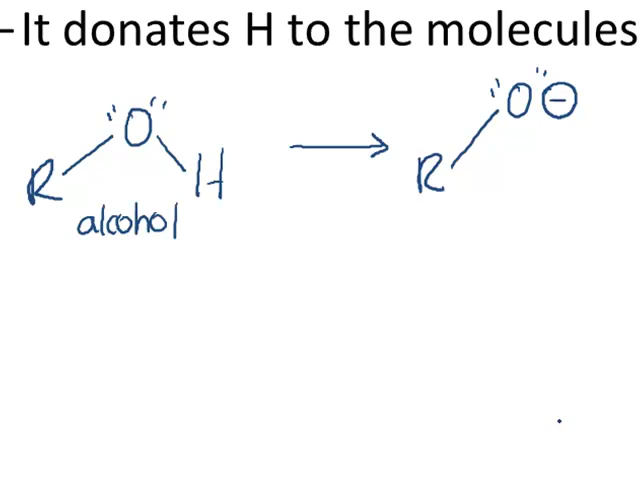 -It donates H to the molecules
R O H → R O ⊖
alcohol